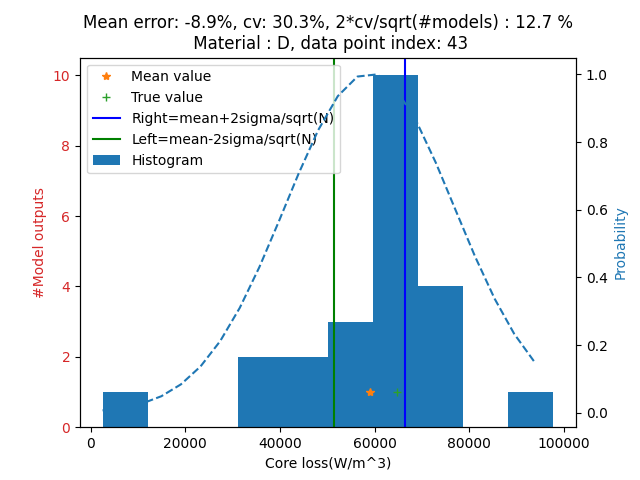 Mean error: -8.9%, cv: 30.3%, 2*cv/sqrt(#models) : 12.7 %
Material : D, data point index: 43
Mean value
True value
Right=mean+2sigma/sqrt(N)
Left=mean-2sigma/sqrt(N)
Histogram
#Model outputs
10
8
6
4
2
0
Probability
1.0
0.8
0.6
0.4
0.2
0.0
0 20000 40000 60000 80000 100000
Core loss(W/m^3)